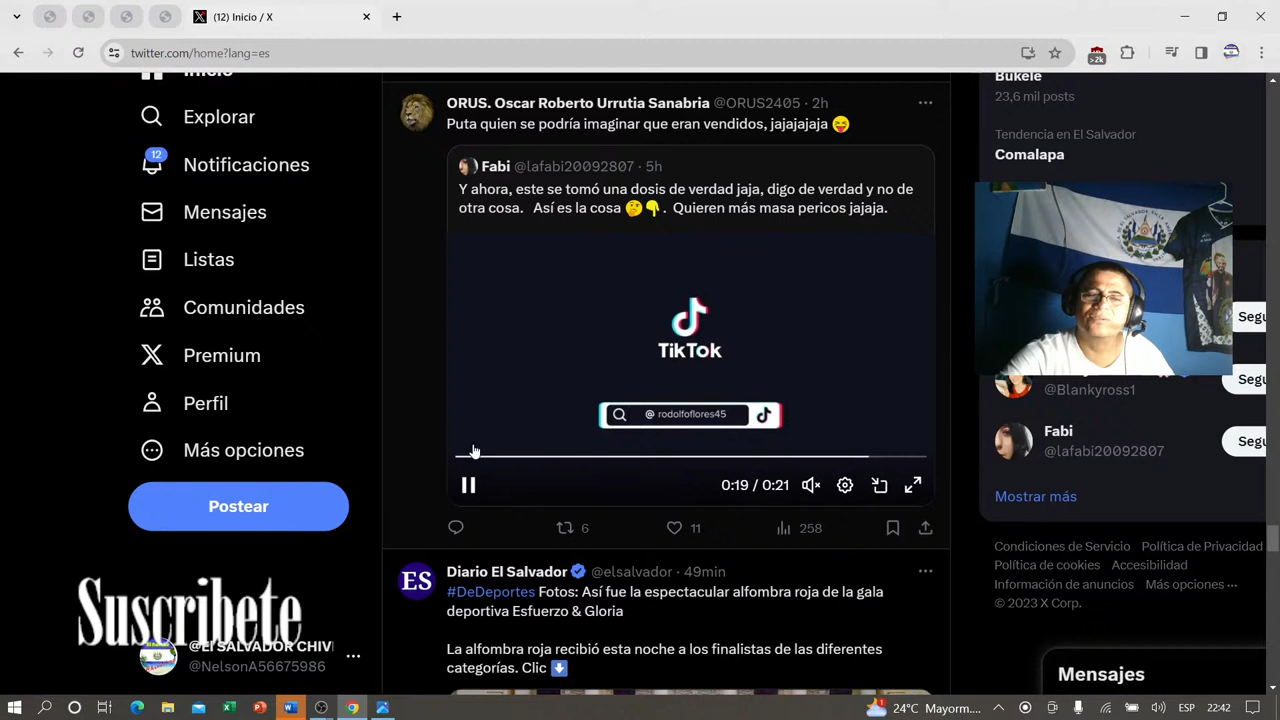 (12) Inicio / X
twitter.com/home?lang=es
>2k
Inicio
Explorar
12
Notificaciones
Mensajes
Listas
Comunidades
Premium
Perfil
Más opciones
Postear
Suscribete
@El SALVADOR CHIV
@NelsonA56675986
ORUS. Oscar Roberto Urrutia Sanabria @ORUS2405 · 2h
Puta quien se podría imaginar que eran vendidos, jajajajaja 😝
Fabi @lafabi20092807 · 5h
Y ahora, este se tomó una dosis de verdad jaja, digo de verdad y no de
otra cosa. Así es la cosa 🤔👇. Quieren más masa pericos jajaja.
TikTok
@ rodolfoflores45
0:19 / 0:21
6
11
258
Diario El Salvador @elsalvador · 49min
#DeDeportes Fotos: Así fue la espectacular alfombra roja de la gala
deportiva Esfuerzo & Gloria
La alfombra roja recibió esta noche a los finalistas de las diferentes
categorías. Clic ⬇️
ES
Bukele
23,6 mil posts
Tendencia en El Salvador
Comalapa
Segu
@Blankyross1
Segu
Fabi
@lafabi20092807
Segu
Mostrar más
Condiciones de Servicio Política de Privacidad
Política de cookies Accesibilidad
Información de anuncios Más opciones ···
© 2023 X Corp.
Mensajes
24°C Mayorm...
ESP
22:42